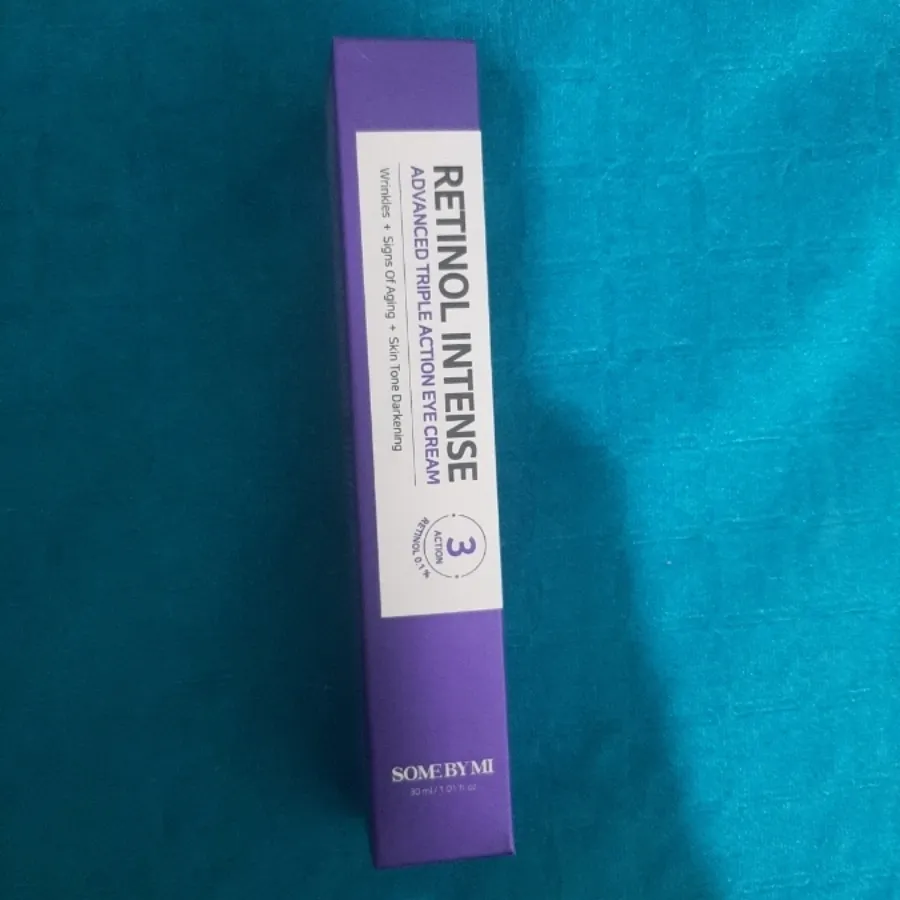 RETINOL INTENSE
ADVANCED TRIPLE ACTION EYE CREAM
Wrinkles + Signs Of Aging + Skin Tone Darkening
3
ACTION
RETINOL 0.1%
SOME BY MI
30 ml / 1.01 fl oz